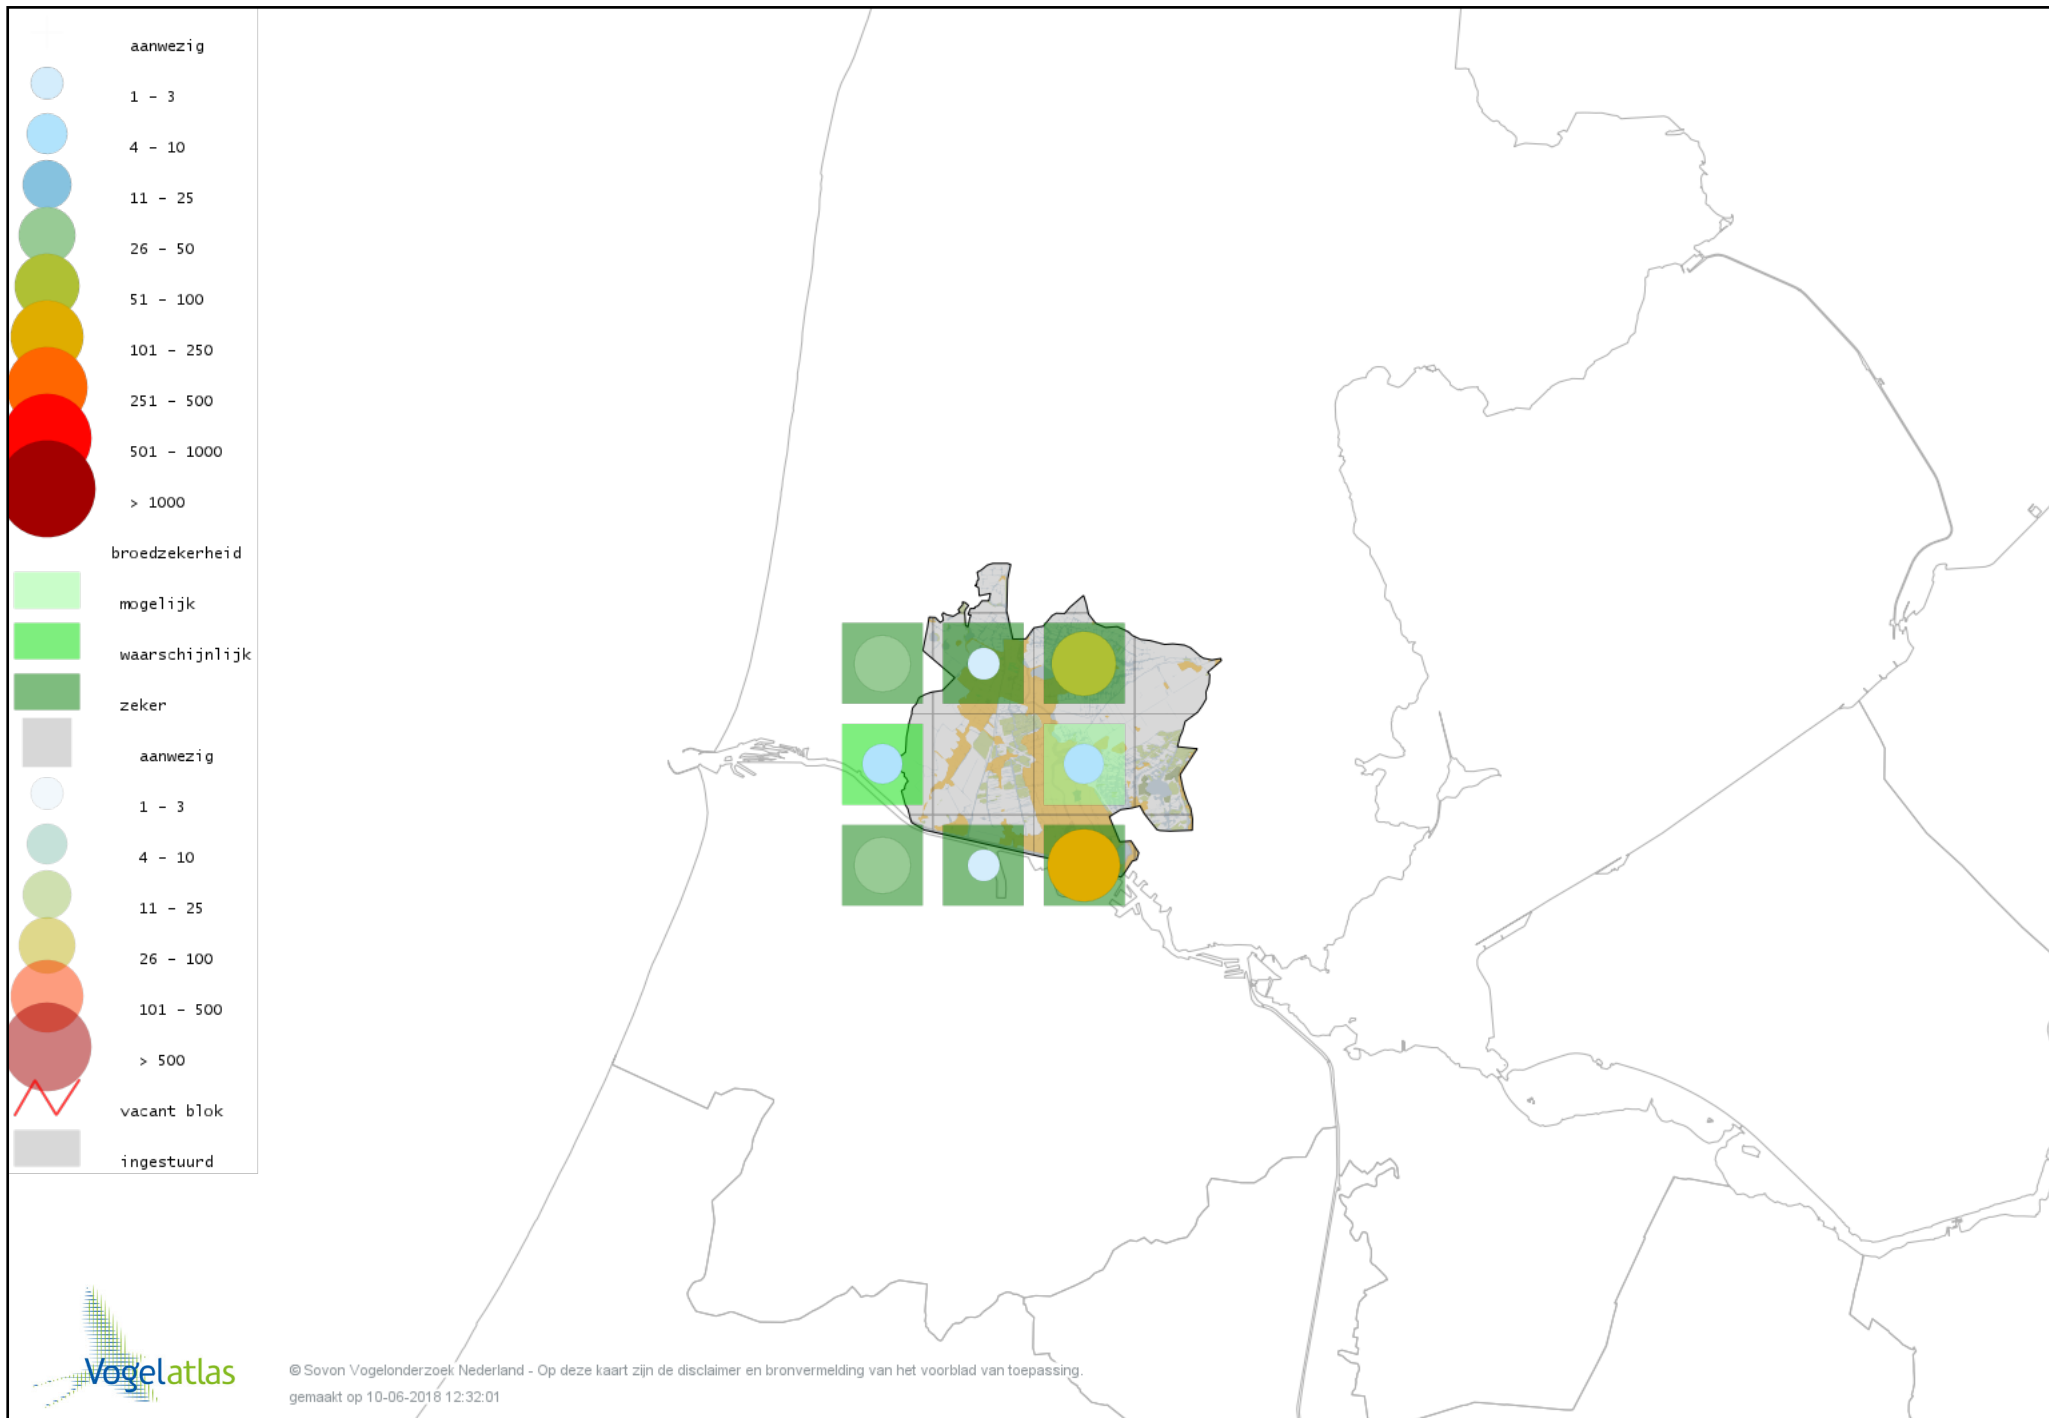 aanwezig
1 - 3
4 - 10
11 - 25
26 - 50
51 - 100
101 - 250
251 - 500
501 - 1000
> 1000
broedzekerheid
mogelijk
waarschijnlijk
zeker
aanwezig
1 - 3
4 - 10
11 - 25
26 - 100
101 - 500
> 500
vacant blok
ingestuurd
Vogelatlas
© Sovon Vogelonderzoek Nederland - Op deze kaart zijn de disclaimer en bronvermelding van het voorblad van toepassing.
gemaakt op 10-06-2018 12:32:01